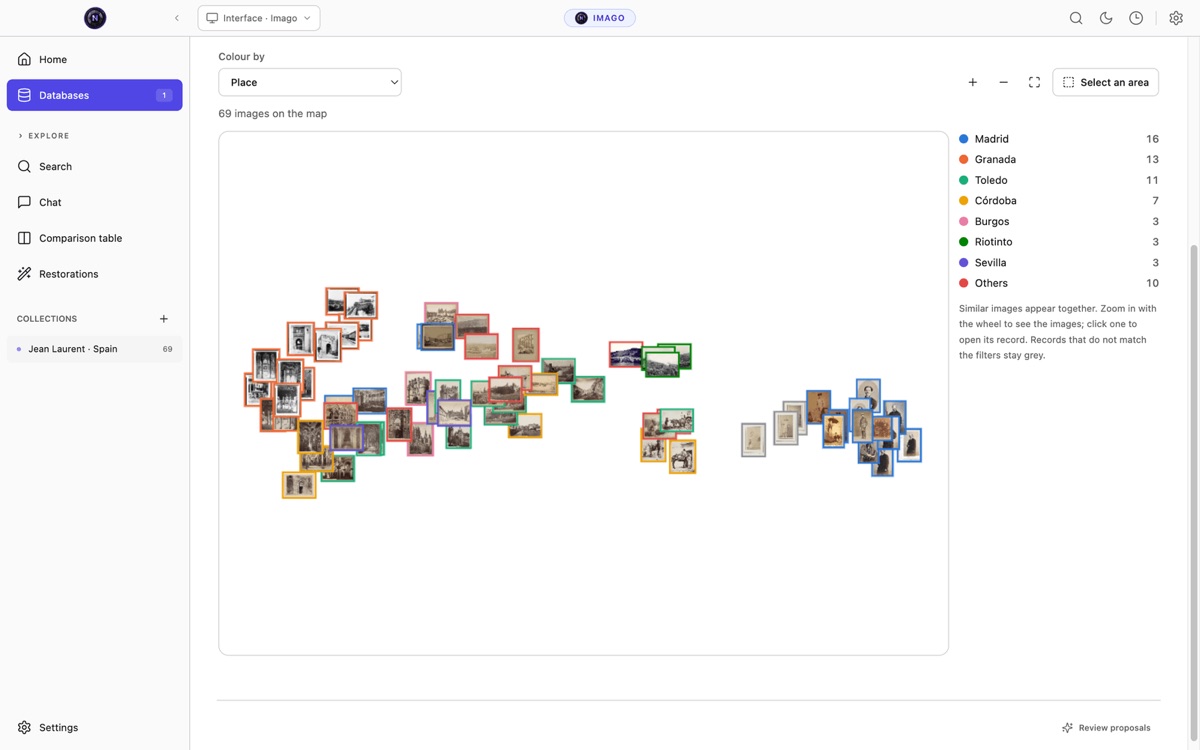 Interface · Imago
N IMAGO
Home
Databases 1
EXPLORE
Search
Chat
Comparison table
Restorations
COLLECTIONS
Jean Laurent · Spain 69
Settings
Colour by
Place
Select an area
69 images on the map
Madrid 16
Granada 13
Toledo 11
Córdoba 7
Burgos 3
Riotinto 3
Sevilla 3
Others 10
Similar images appear together. Zoom in with
the wheel to see the images; click one to
open its record. Records that do not match
the filters stay grey.
Review proposals